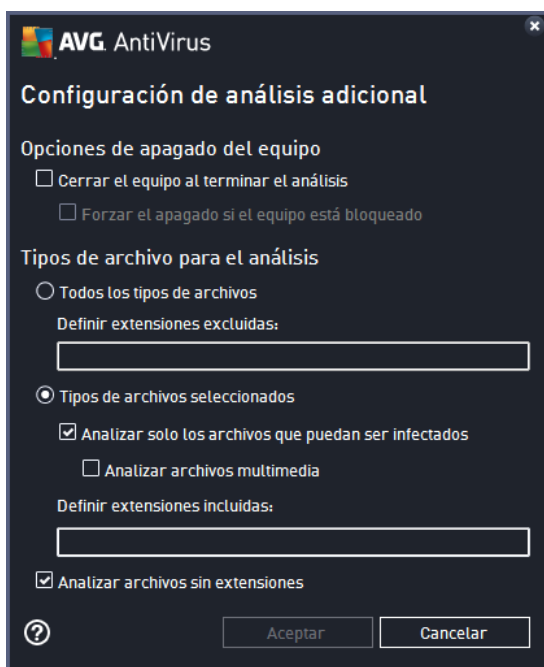 AVG. AntiVirus
Configuración de análisis adicional
Opciones de apagado del equipo
Cerrar el equipo al terminar el análisis
Forzar el apagado si el equipo está bloqueado
Tipos de archivo para el análisis
Todos los tipos de archivos
Definir extensiones excluidas:
Tipos de archivos seleccionados
Analizar solo los archivos que puedan ser infectados
Analizar archivos multimedia
Definir extensiones incluidas:
Analizar archivos sin extensiones
Aceptar Cancelar